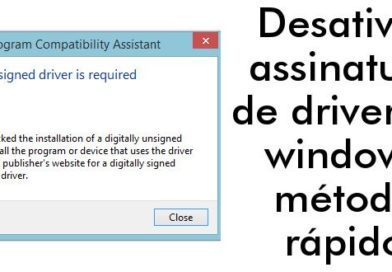 ogram Compatibility Assistant
signed driver is required
ked the installation of a digitally unsigned
all the program or device that uses the driver
publisher's website for a digitally signed
driver.
Close
Desativ
assinatu
de driver
window
métod
rápido